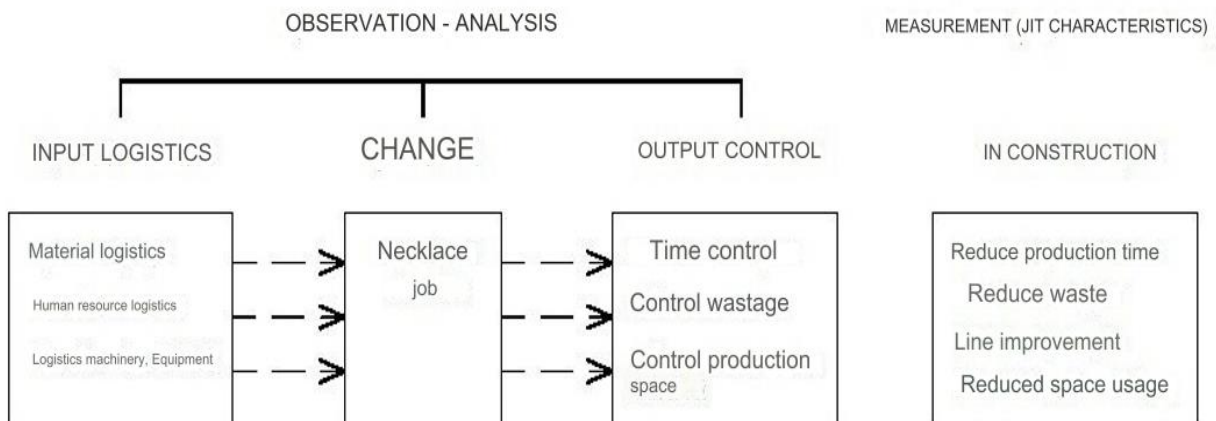 OBSERVATION - ANALYSIS
MEASUREMENT (JIT CHARACTERISTICS)
INPUT LOGISTICS
CHANGE
OUTPUT CONTROL
IN CONSTRUCTION
Material logistics
Human resource logistics
Logistics machinery, Equipment
Necklace
job
Time control
Control wastage
Control production
space
Reduce production time
Reduce waste
Line improvement
Reduced space usage